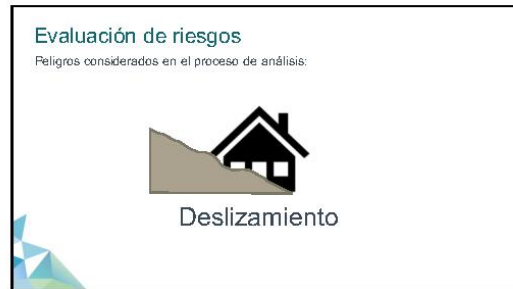 Evaluación de riesgos
Peligros considerados en el proceso de análisis:
Deslizamiento